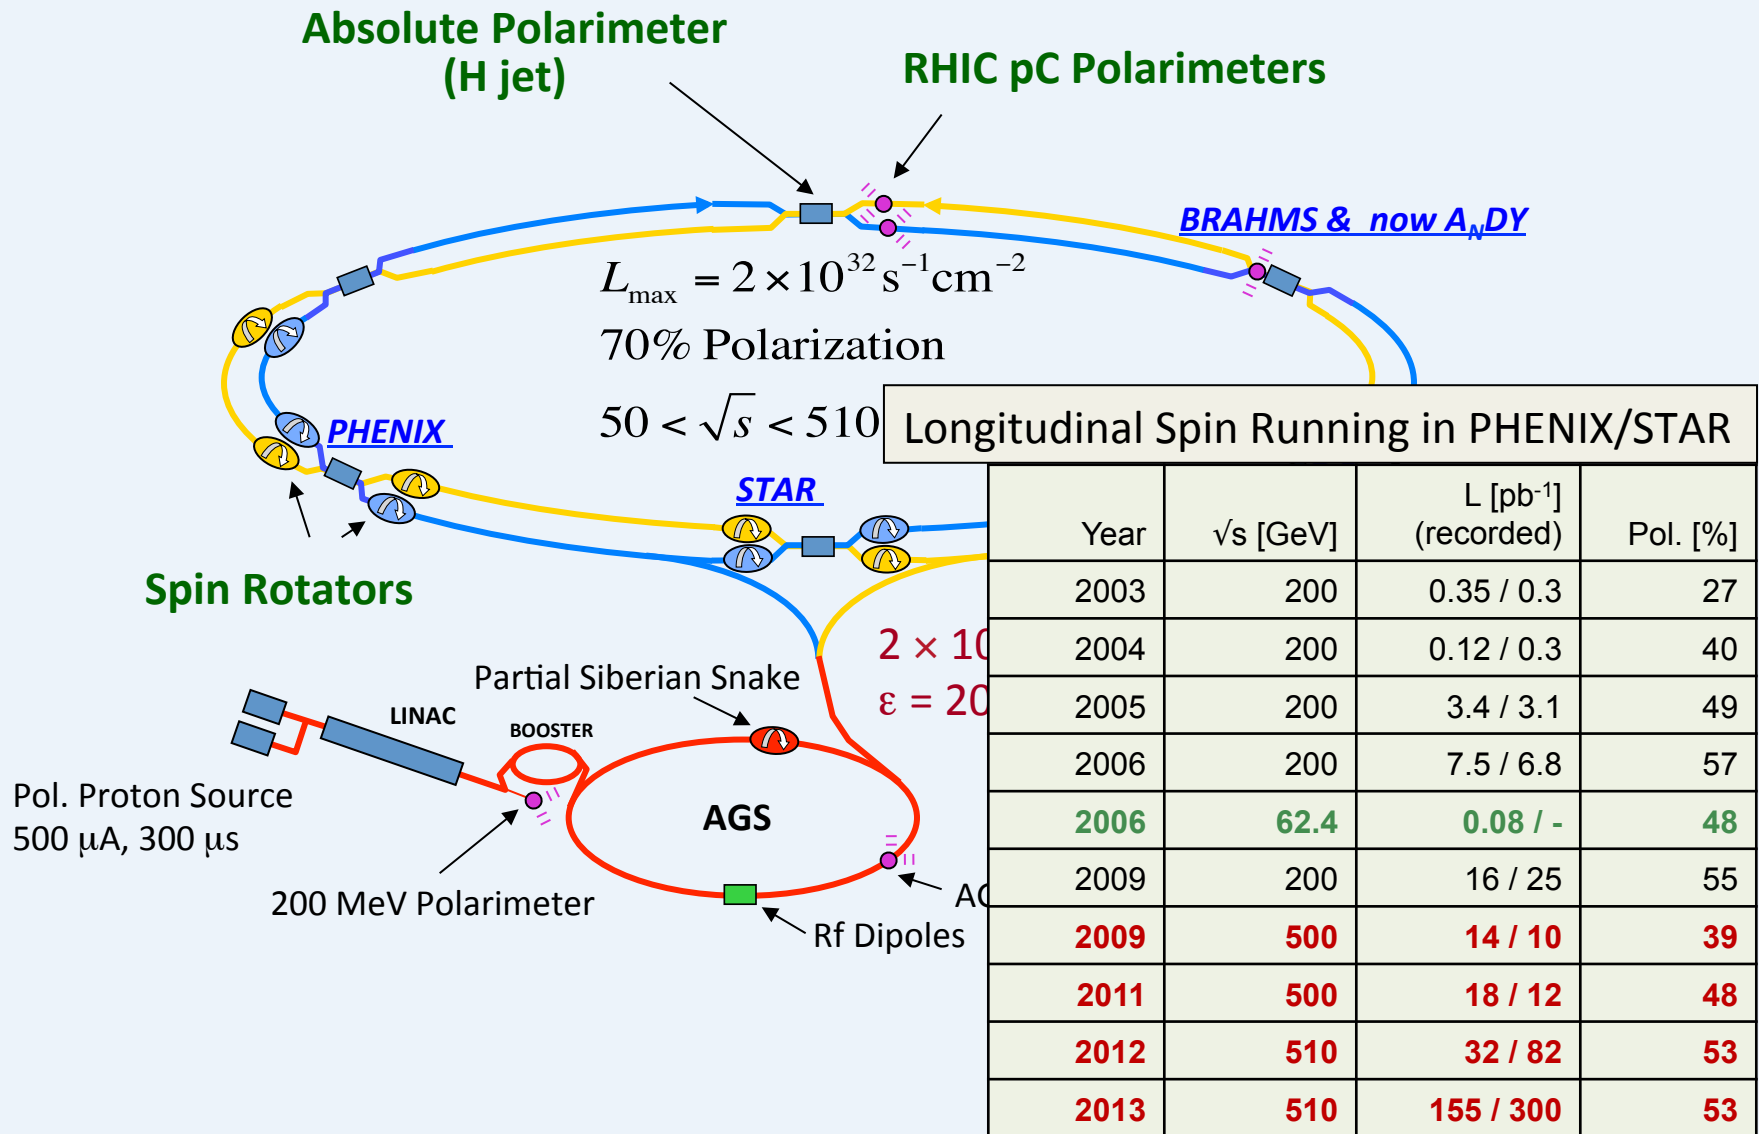 Absolute Polarimeter
(H jet)
RHIC pC Polarimeters
BRAHMS & now A_NDY
L_max = 2 × 10^32 s^−1 cm^−2
70% Polarization
50 < √s < 510
PHENIX
STAR
Spin Rotators
2 × 10
ε = 20
Partial Siberian Snake
LINAC
BOOSTER
AGS
Pol. Proton Source
500 μA, 300 μs
200 MeV Polarimeter
Rf Dipoles
Longitudinal Spin Running in PHENIX/STAR
Year √s [GeV] L [pb^-1] (recorded) Pol. [%]
2003 200 0.35 / 0.3 27
2004 200 0.12 / 0.3 40
2005 200 3.4 / 3.1 49
2006 200 7.5 / 6.8 57
2006 62.4 0.08 / - 48
2009 200 16 / 25 55
2009 500 14 / 10 39
2011 500 18 / 12 48
2012 510 32 / 82 53
2013 510 155 / 300 53